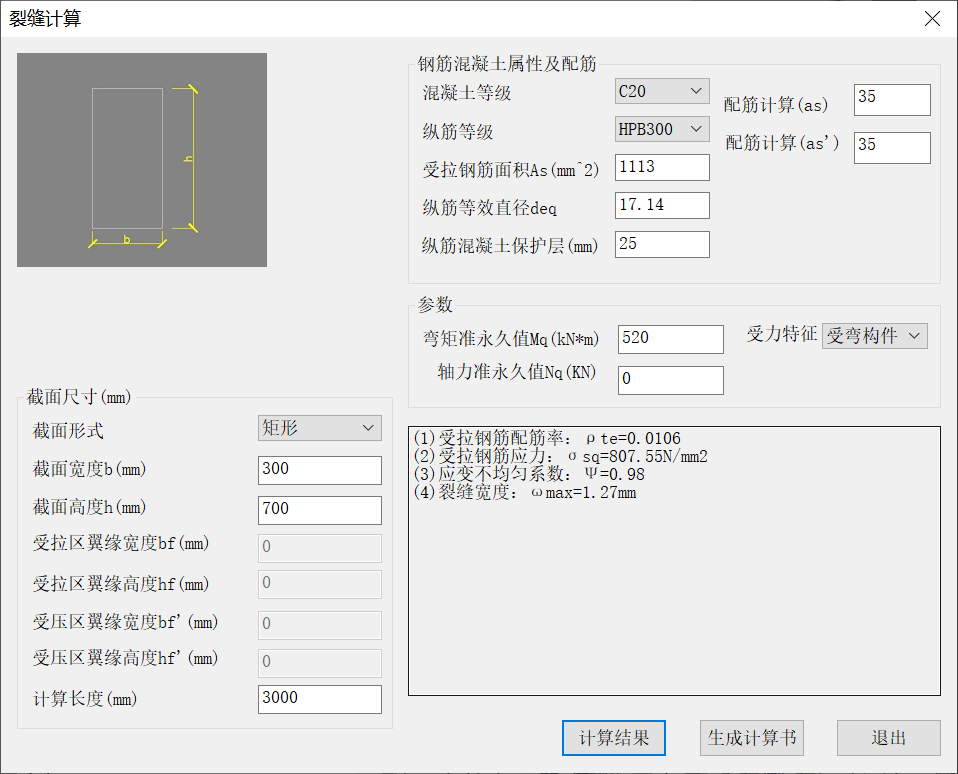 裂缝计算
h
b
钢筋混凝土属性及配筋
混凝土等级
C20
配筋计算(as)
35
纵筋等级
HPB300
配筋计算(as')
35
受拉钢筋面积As(mm^2)
1113
纵筋等效直径deq
17.14
纵筋混凝土保护层(mm)
25
参数
弯矩准永久值Mq(kN*m)
520
受力特征
受弯构件
轴力准永久值Nq(KN)
0
截面尺寸(mm)
截面形式
矩形
截面宽度b(mm)
300
截面高度h(mm)
700
受拉区翼缘宽度bf(mm)
0
受拉区翼缘高度hf(mm)
0
受压区翼缘宽度bf'(mm)
0
受压区翼缘高度hf'(mm)
0
计算长度(mm)
3000
(1)受拉钢筋配筋率: ρte=0.0106
(2)受拉钢筋应力: σsq=807.55N/mm2
(3)应变不均匀系数: Ψ=0.98
(4)裂缝宽度: ωmax=1.27mm
计算结果
生成计算书
退出